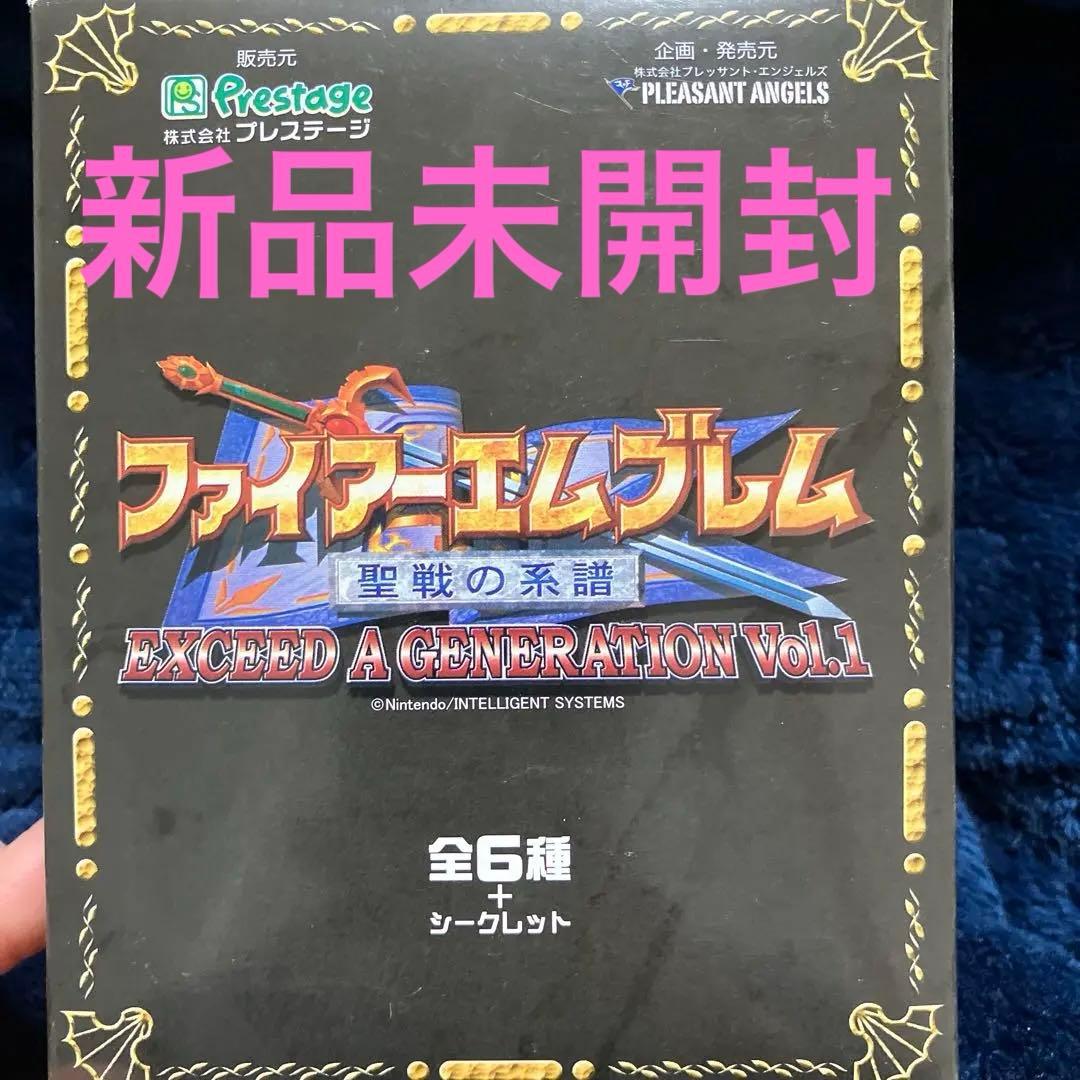 販売元
Prestage
株式会社プレステージ
企画・発売元
株式会社プレッサント・エンジェルズ
PLEASANT ANGELS
新品未開封
ファイアーエムブレム
聖戦の系譜
EXCEED A GENERATION Vol.1
©Nintendo/INTELLIGENT SYSTEMS
全6種
+
シークレット